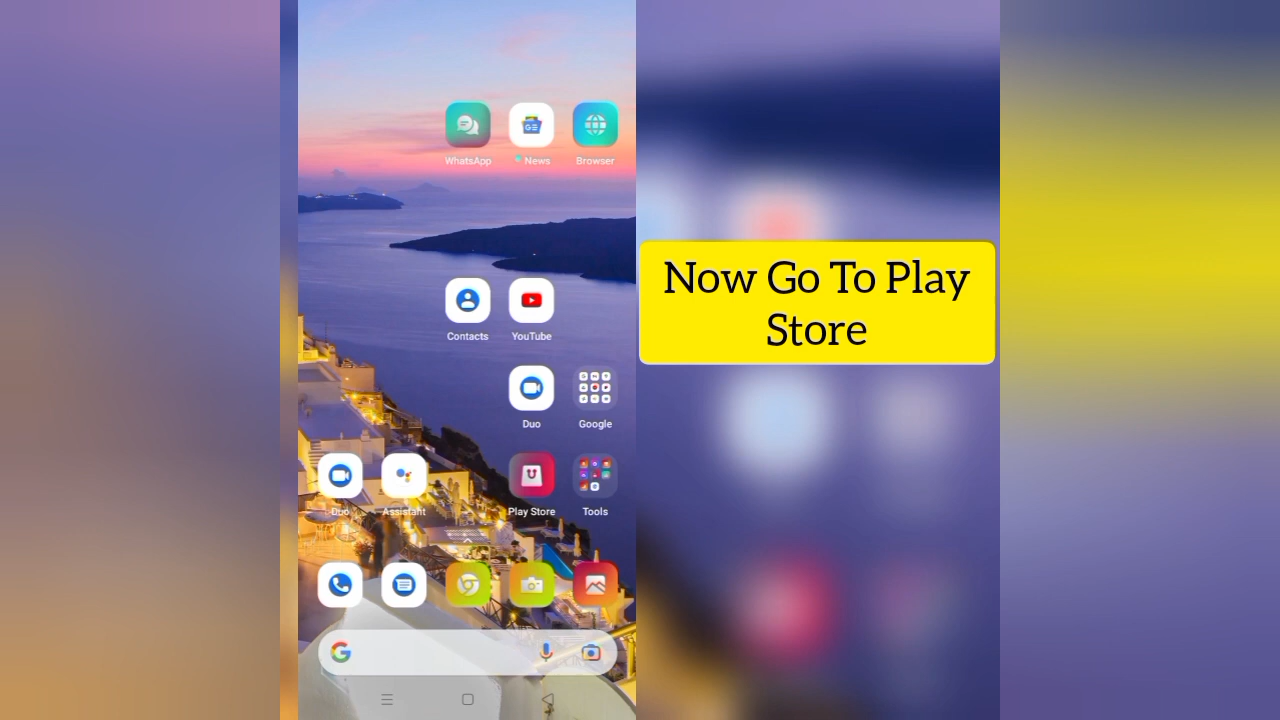 WhatsApp
News
Browser
Now Go To Play
Store
Contacts
YouTube
Duo
Google
Duo
Assistant
Play Store
Tools